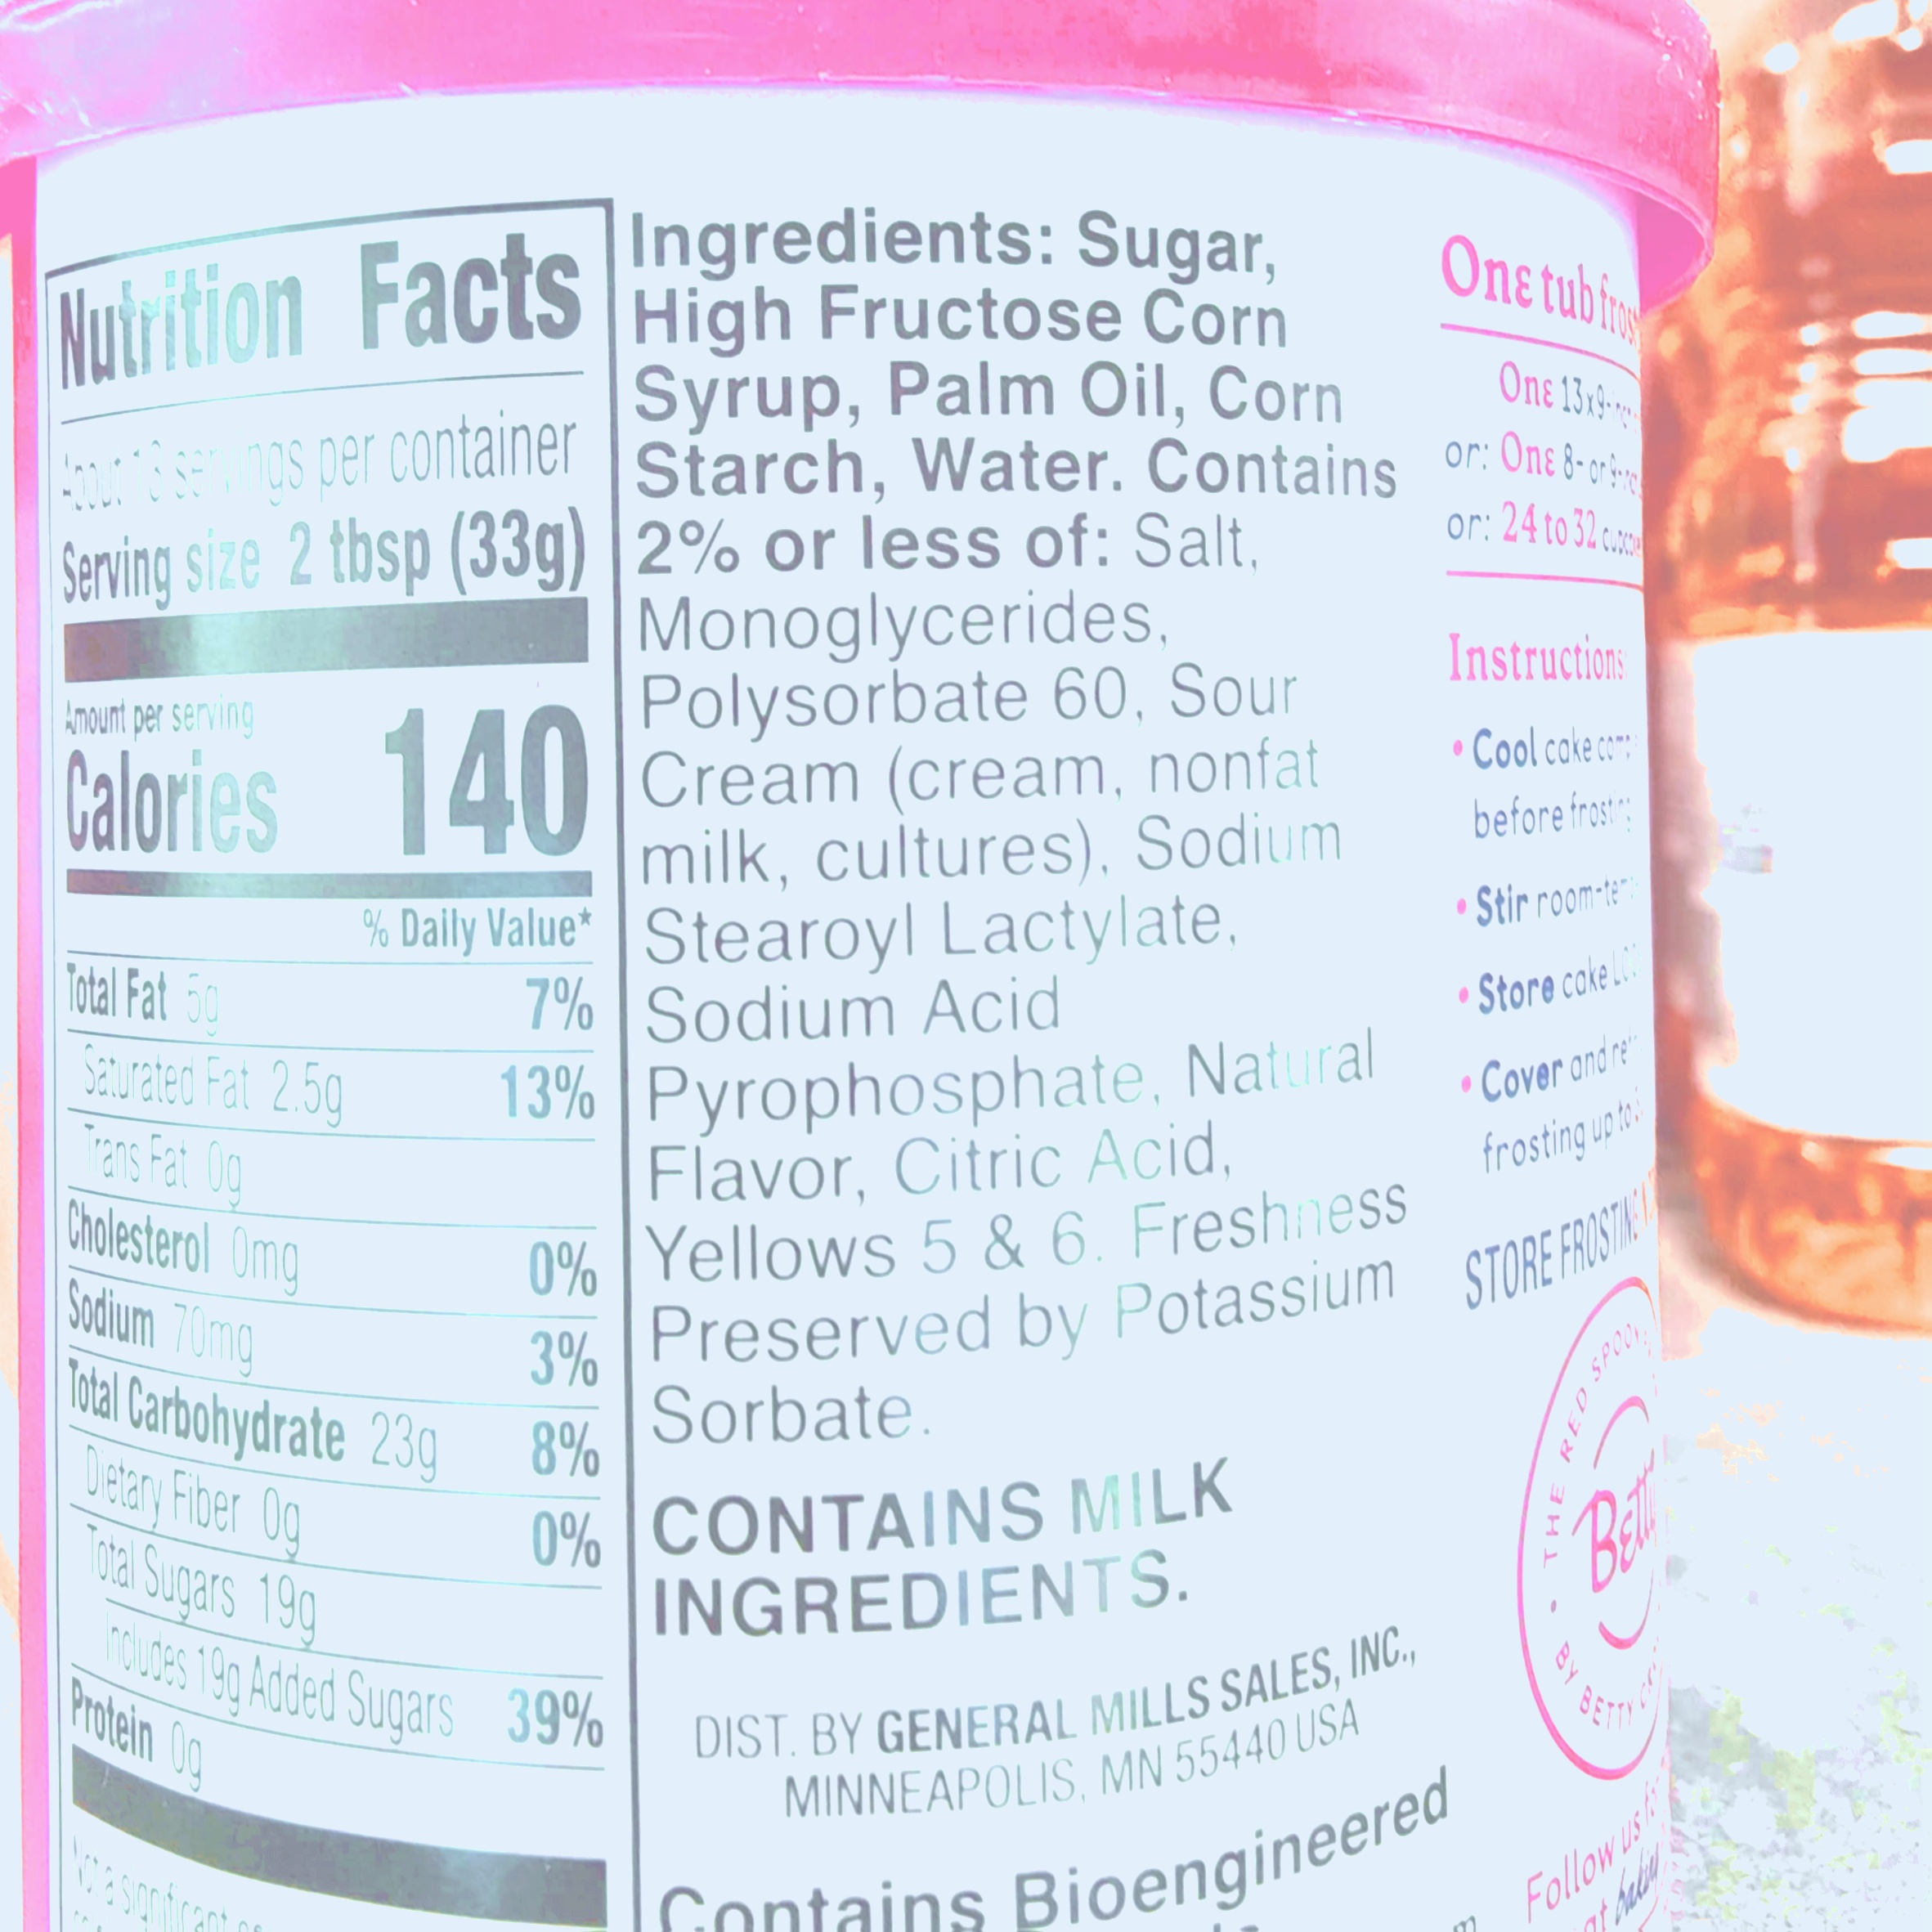 Nutrition Facts
About 13 servings per container
Serving size 2 tbsp (33g)
Amount per serving
Calories 140
% Daily Value*
Total Fat 5g 7%
Saturated Fat 2.5g 13%
Trans Fat 0g
Cholesterol 0mg 0%
Sodium 70mg 3%
Total Carbohydrate 23g 8%
Dietary Fiber 0g 0%
Total Sugars 19g
Includes 19g Added Sugars 39%
Protein 0g
Not a significant
Ingredients: Sugar,
High Fructose Corn
Syrup, Palm Oil, Corn
Starch, Water. Contains
2% or less of: Salt,
Monoglycerides,
Polysorbate 60, Sour
Cream (cream, nonfat
milk, cultures), Sodium
Stearoyl Lactylate,
Sodium Acid
Pyrophosphate, Natural
Flavor, Citric Acid,
Yellows 5 & 6. Freshness
Preserved by Potassium
Sorbate.
CONTAINS MILK
INGREDIENTS.
DIST. BY GENERAL MILLS SALES, INC.,
MINNEAPOLIS, MN 55440 USA
Contains Bioengineered
One tub
One 13x9-
or: One 8- or 9-
or: 24 to 32
Instructions
• Cool cake
before
• Stir
• Store cake
• Cover and
frosting up to
STORE
• THE RED SPOON
Betty
BY BETTY
Follow us
at